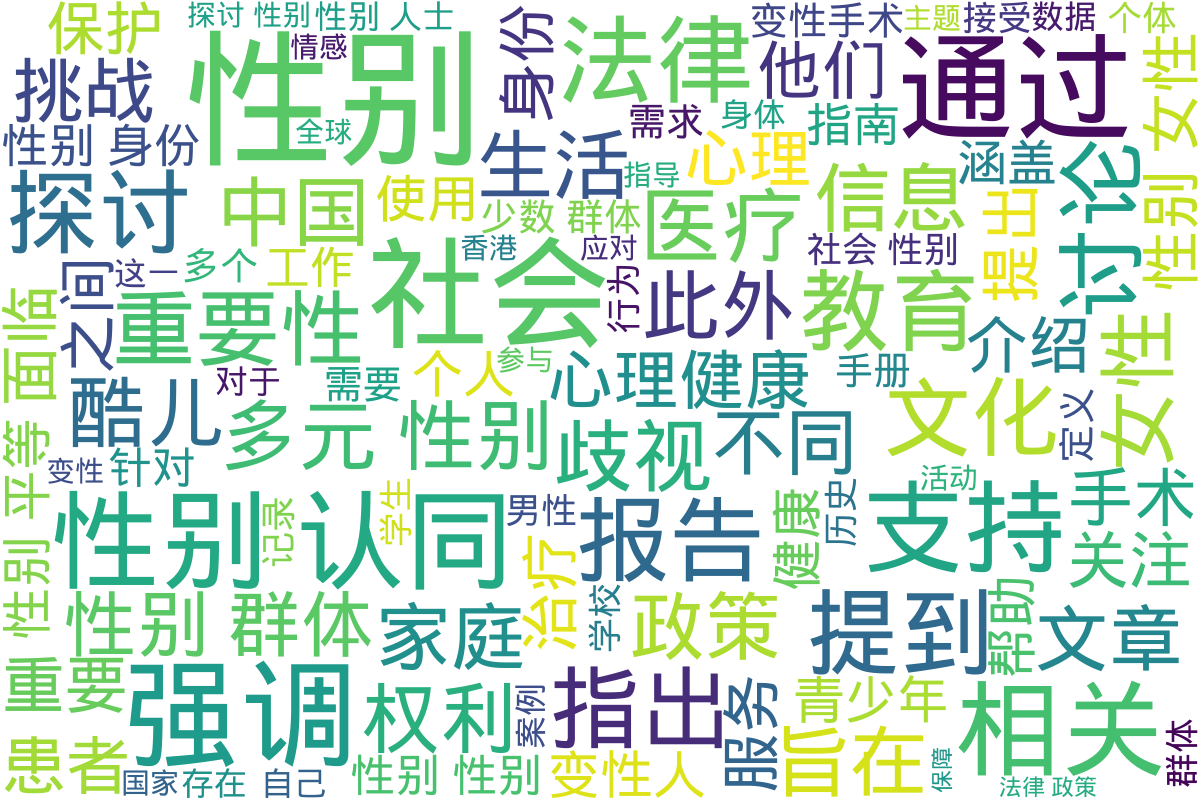 保护
探讨 性别
性别 人士
情感
身份
法律
变性手术
主题
接受
数据
个体
挑战
性别
他们
通过
女性
需求
身体
指南
性别 身份
全球
生活
心理
涵盖
讨论
探讨
中国
使用
指导
少数 群体
医疗
信息
提出
性别
之间
这一
多个
工作
香港
应对
社会 性别
社会
行为
此外
教育
面临
重要性
介绍
女性
酷儿
对于
需要
个人
参与
心理健康
手册
多元 性别
歧视
不同
文化
定义
性别 平等
变性
针对
性别认同
记录
学生
男性
报告
健康
历史
支持
活动
手术
关注
性别 群体
家庭
治疗
学校
政策
提到
帮助
文章
重要
强调
权利
案例
指出
服务
青少年
旨在
相关
患者
国家
存在
自己
性别 性别
变性人
保障
法律 政策
群体